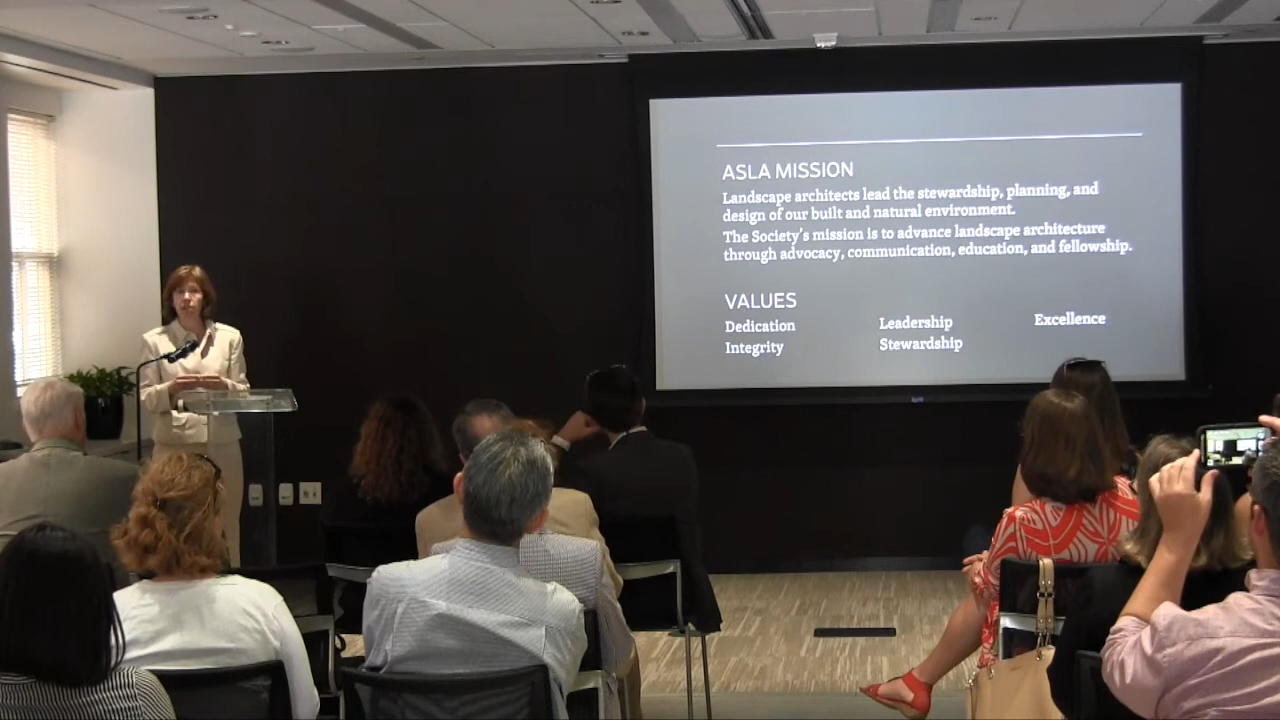 ASLA MISSION
Landscape architects lead the stewardship, planning, and
design of our built and natural environment.
The Society's mission is to advance landscape architecture
through advocacy, communication, education, and fellowship.
VALUES
Dedication Leadership Excellence
Integrity Stewardship